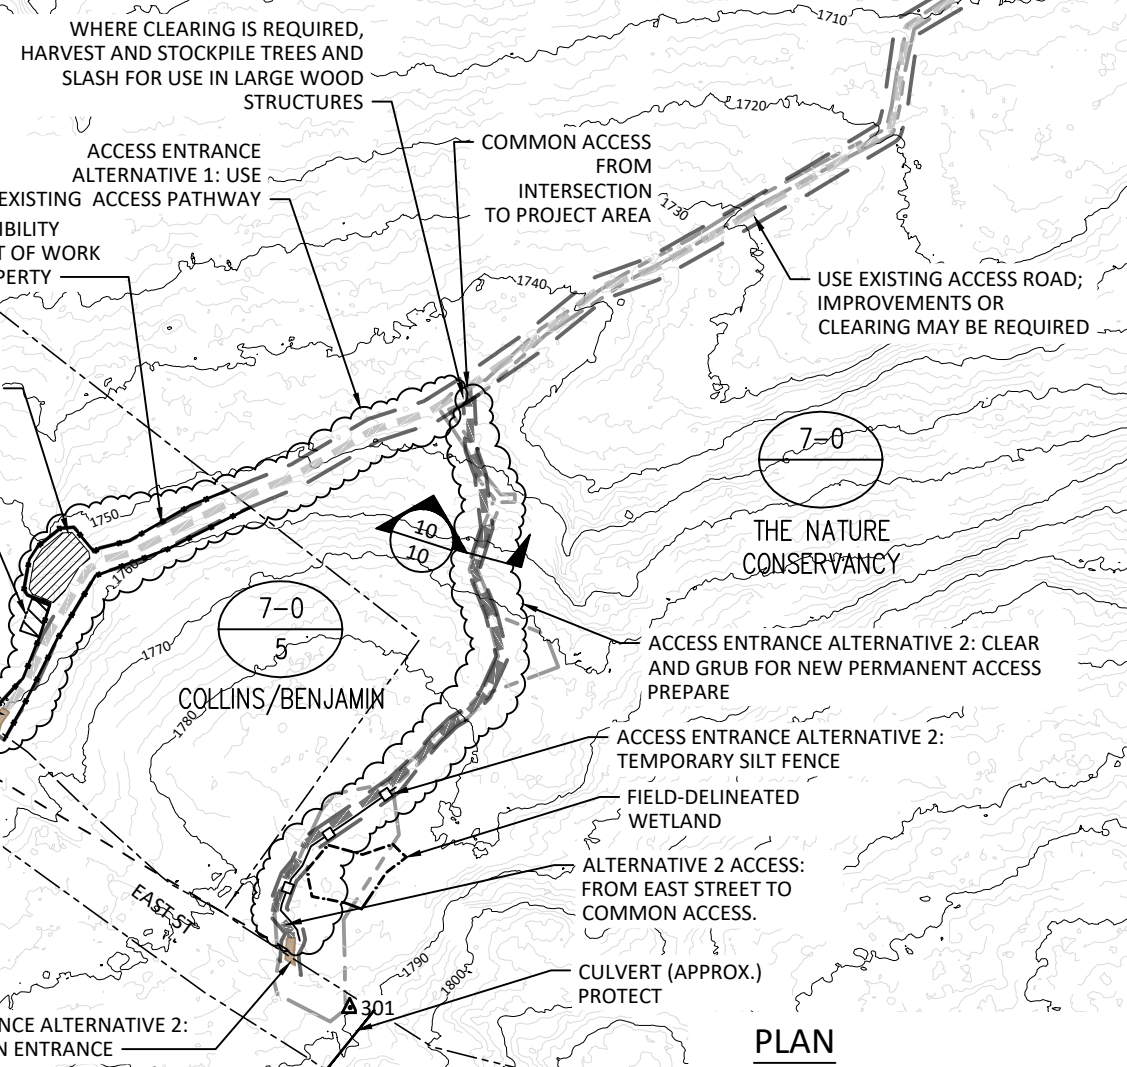 WHERE CLEARING IS REQUIRED,
HARVEST AND STOCKPILE TREES AND
SLASH FOR USE IN LARGE WOOD
STRUCTURES
1710
1720
ACCESS ENTRANCE
ALTERNATIVE 1: USE
EXISTING ACCESS PATHWAY
COMMON ACCESS
FROM
INTERSECTION
TO PROJECT AREA
1730
IBILITY
T OF WORK
PERTY
1740
USE EXISTING ACCESS ROAD;
IMPROVEMENTS OR
CLEARING MAY BE REQUIRED
7-0
THE NATURE
CONSERVANCY
1750
10
10
1760
7-0
5
COLLINS/BENJAMIN
1770
1780
ACCESS ENTRANCE ALTERNATIVE 2: CLEAR
AND GRUB FOR NEW PERMANENT ACCESS
PREPARE
ACCESS ENTRANCE ALTERNATIVE 2:
TEMPORARY SILT FENCE
FIELD-DELINEATED
WETLAND
ALTERNATIVE 2 ACCESS:
FROM EAST STREET TO
COMMON ACCESS.
EAST ST
1790
1800
CULVERT (APPROX.)
PROTECT
301
NCE ALTERNATIVE 2:
N ENTRANCE
PLAN